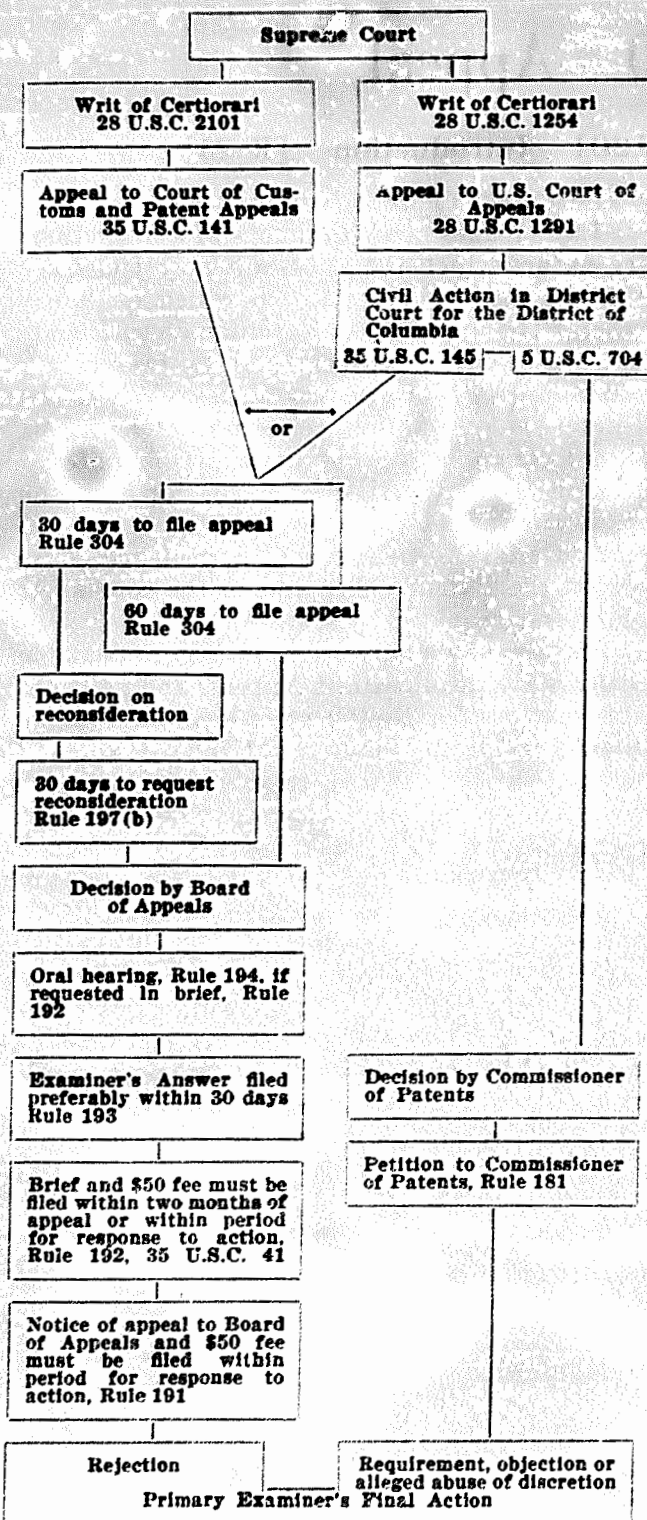 Supreme Court
Writ of Certiorari
28 U.S.C. 2101
Writ of Certiorari
28 U.S.C. 1254
Appeal to Court of Cus-
toms and Patent Appeals
35 U.S.C. 141
Appeal to U.S. Court of
Appeals
28 U.S.C. 1291
Civil Action in District
Court for the District of
Columbia
35 U.S.C. 145
5 U.S.C. 704
or
30 days to file appeal
Rule 304
60 days to file appeal
Rule 304
Decision on
reconsideration
30 days to request
reconsideration
Rule 197(b)
Decision by Board
of Appeals
Oral hearing, Rule 194, if
requested in brief, Rule
192
Examiner's Answer filed
preferably within 30 days
Rule 193
Decision by Commissioner
of Patents
Brief and $50 fee must be
filed within two months of
appeal or within period
for response to action,
Rule 192, 35 U.S.C. 41
Petition to Commissioner
of Patents, Rule 181
Notice of appeal to Board
of Appeals and $50 fee
must be filed within
period for response to
action, Rule 191
Rejection
Requirement, objection or
alleged abuse of discretion
Primary Examiner's Final Action